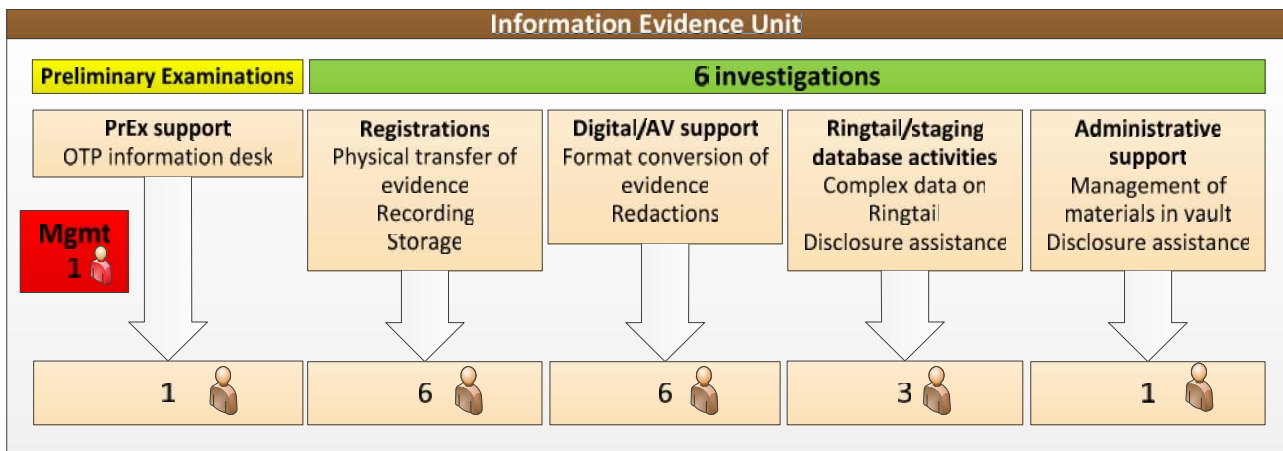 Information Evidence Unit
Preliminary Examinations
6 investigations
PrEx support
OTP information desk
Registrations
Physical transfer of
evidence
Recording
Storage
Digital/AV support
Format conversion of
evidence
Redactions
Ringtail/staging
database activities
Complex data on
Ringtail
Disclosure assistance
Administrative
support
Management of
materials in vault
Disclosure assistance
Mgmt
1
1
6
6
3
1